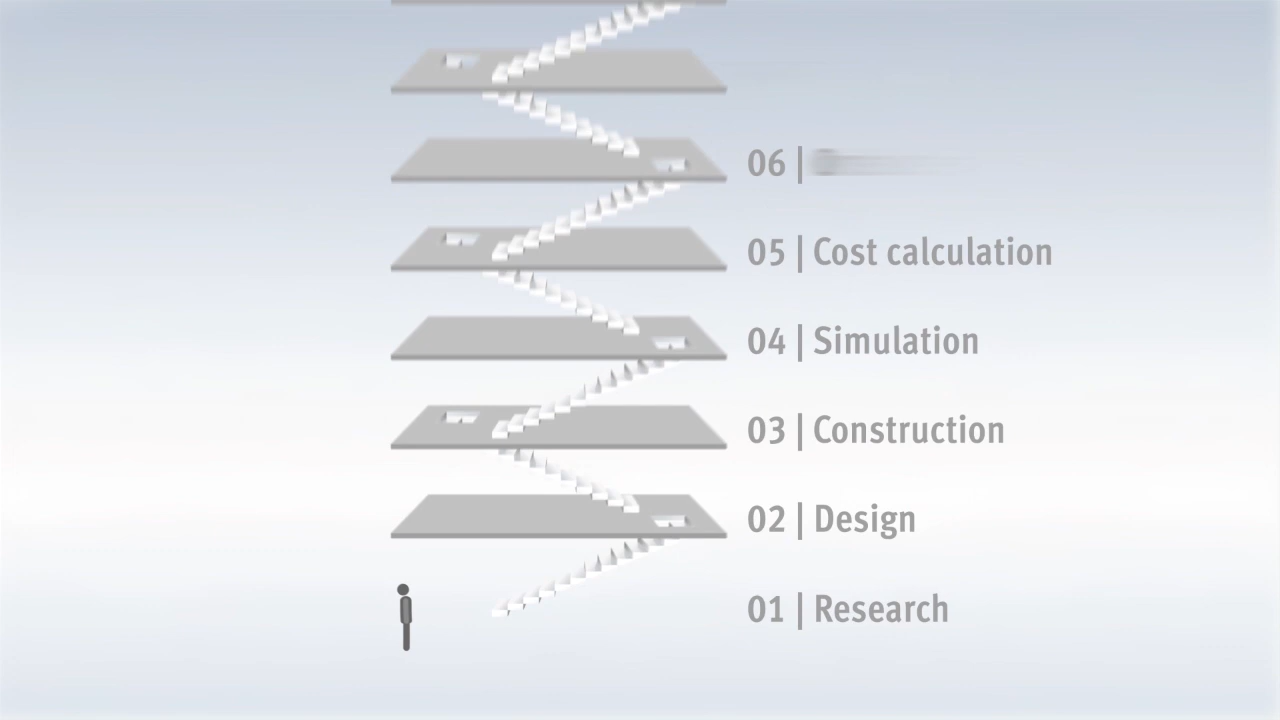 06 |
05 | Cost calculation
04 | Simulation
03 | Construction
02 | Design
01 | Research